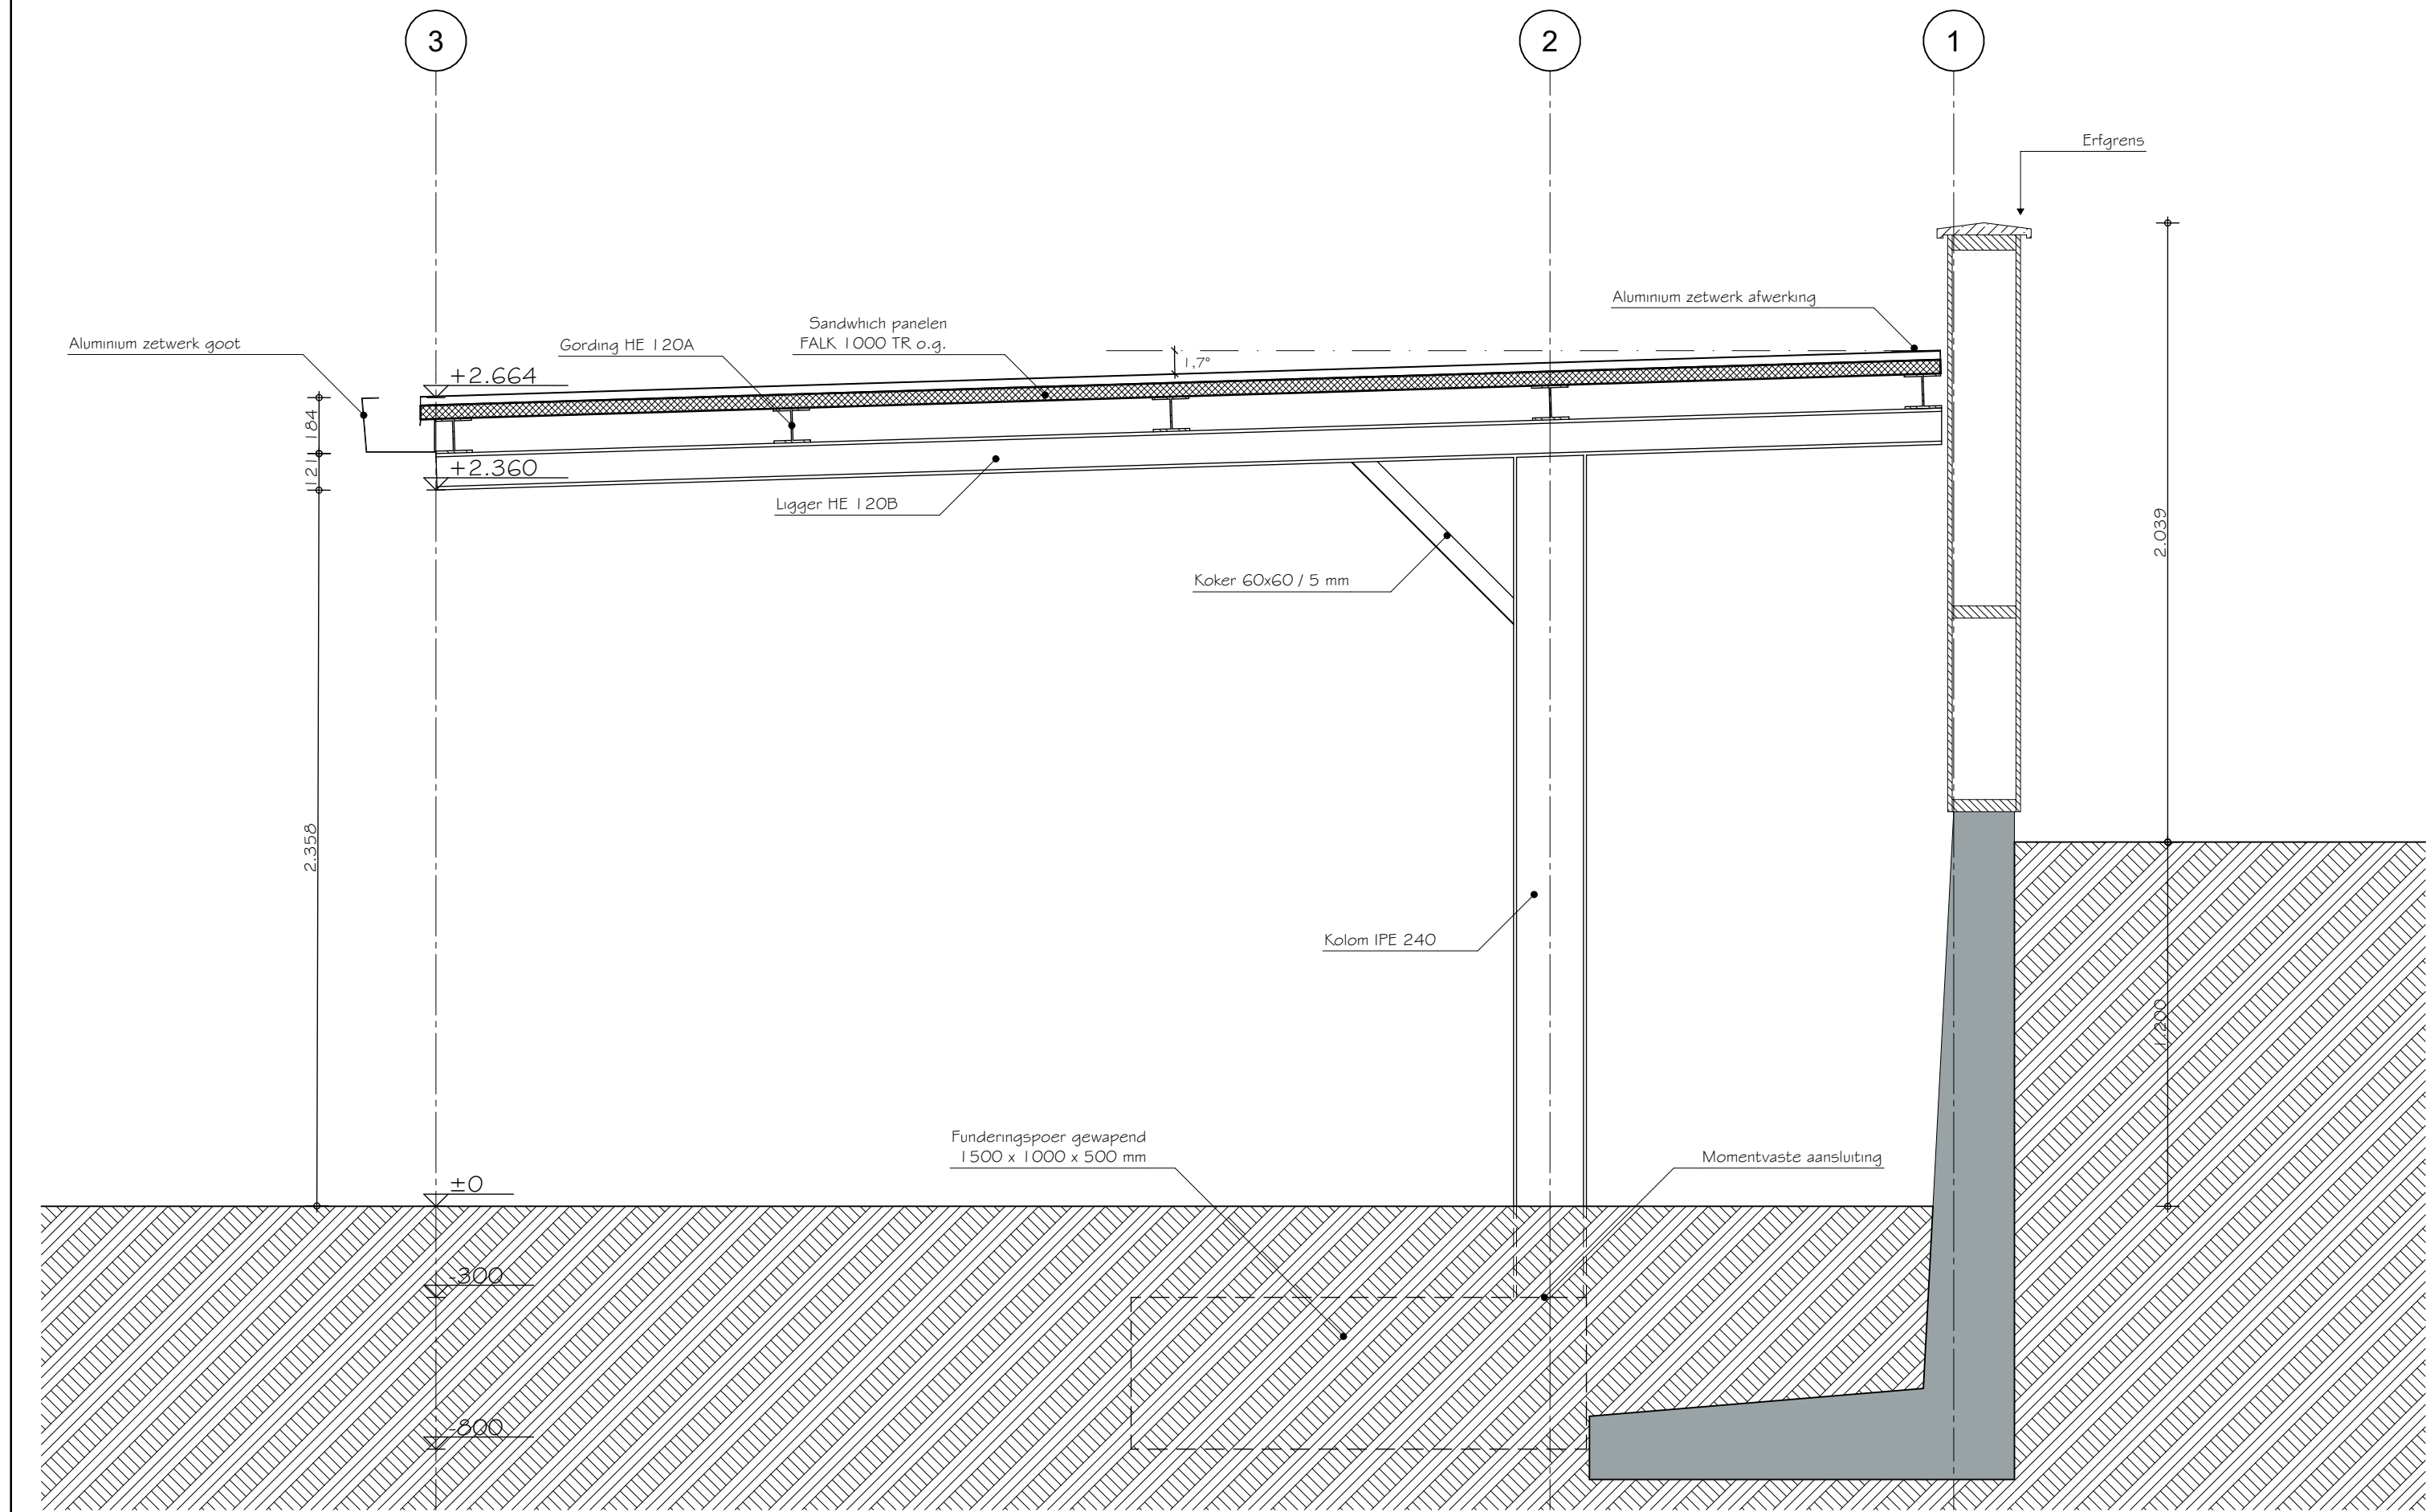 3
2
1
Erfgrens
Aluminium zetwerk afwerking
Sandwhich panelen
FALK 1000 TR o.g.
Aluminium zetwerk goot
Gording HE 120A
1,7°
+2.664
184
121
+2.360
Ligger HE 120B
2.039
Koker 60x60 / 5 mm
2.358
Kolom IPE 240
1.200
Funderingspoer gewapend
1500 x 1000 x 500 mm
Momentvaste aansluiting
±0
-300
-800